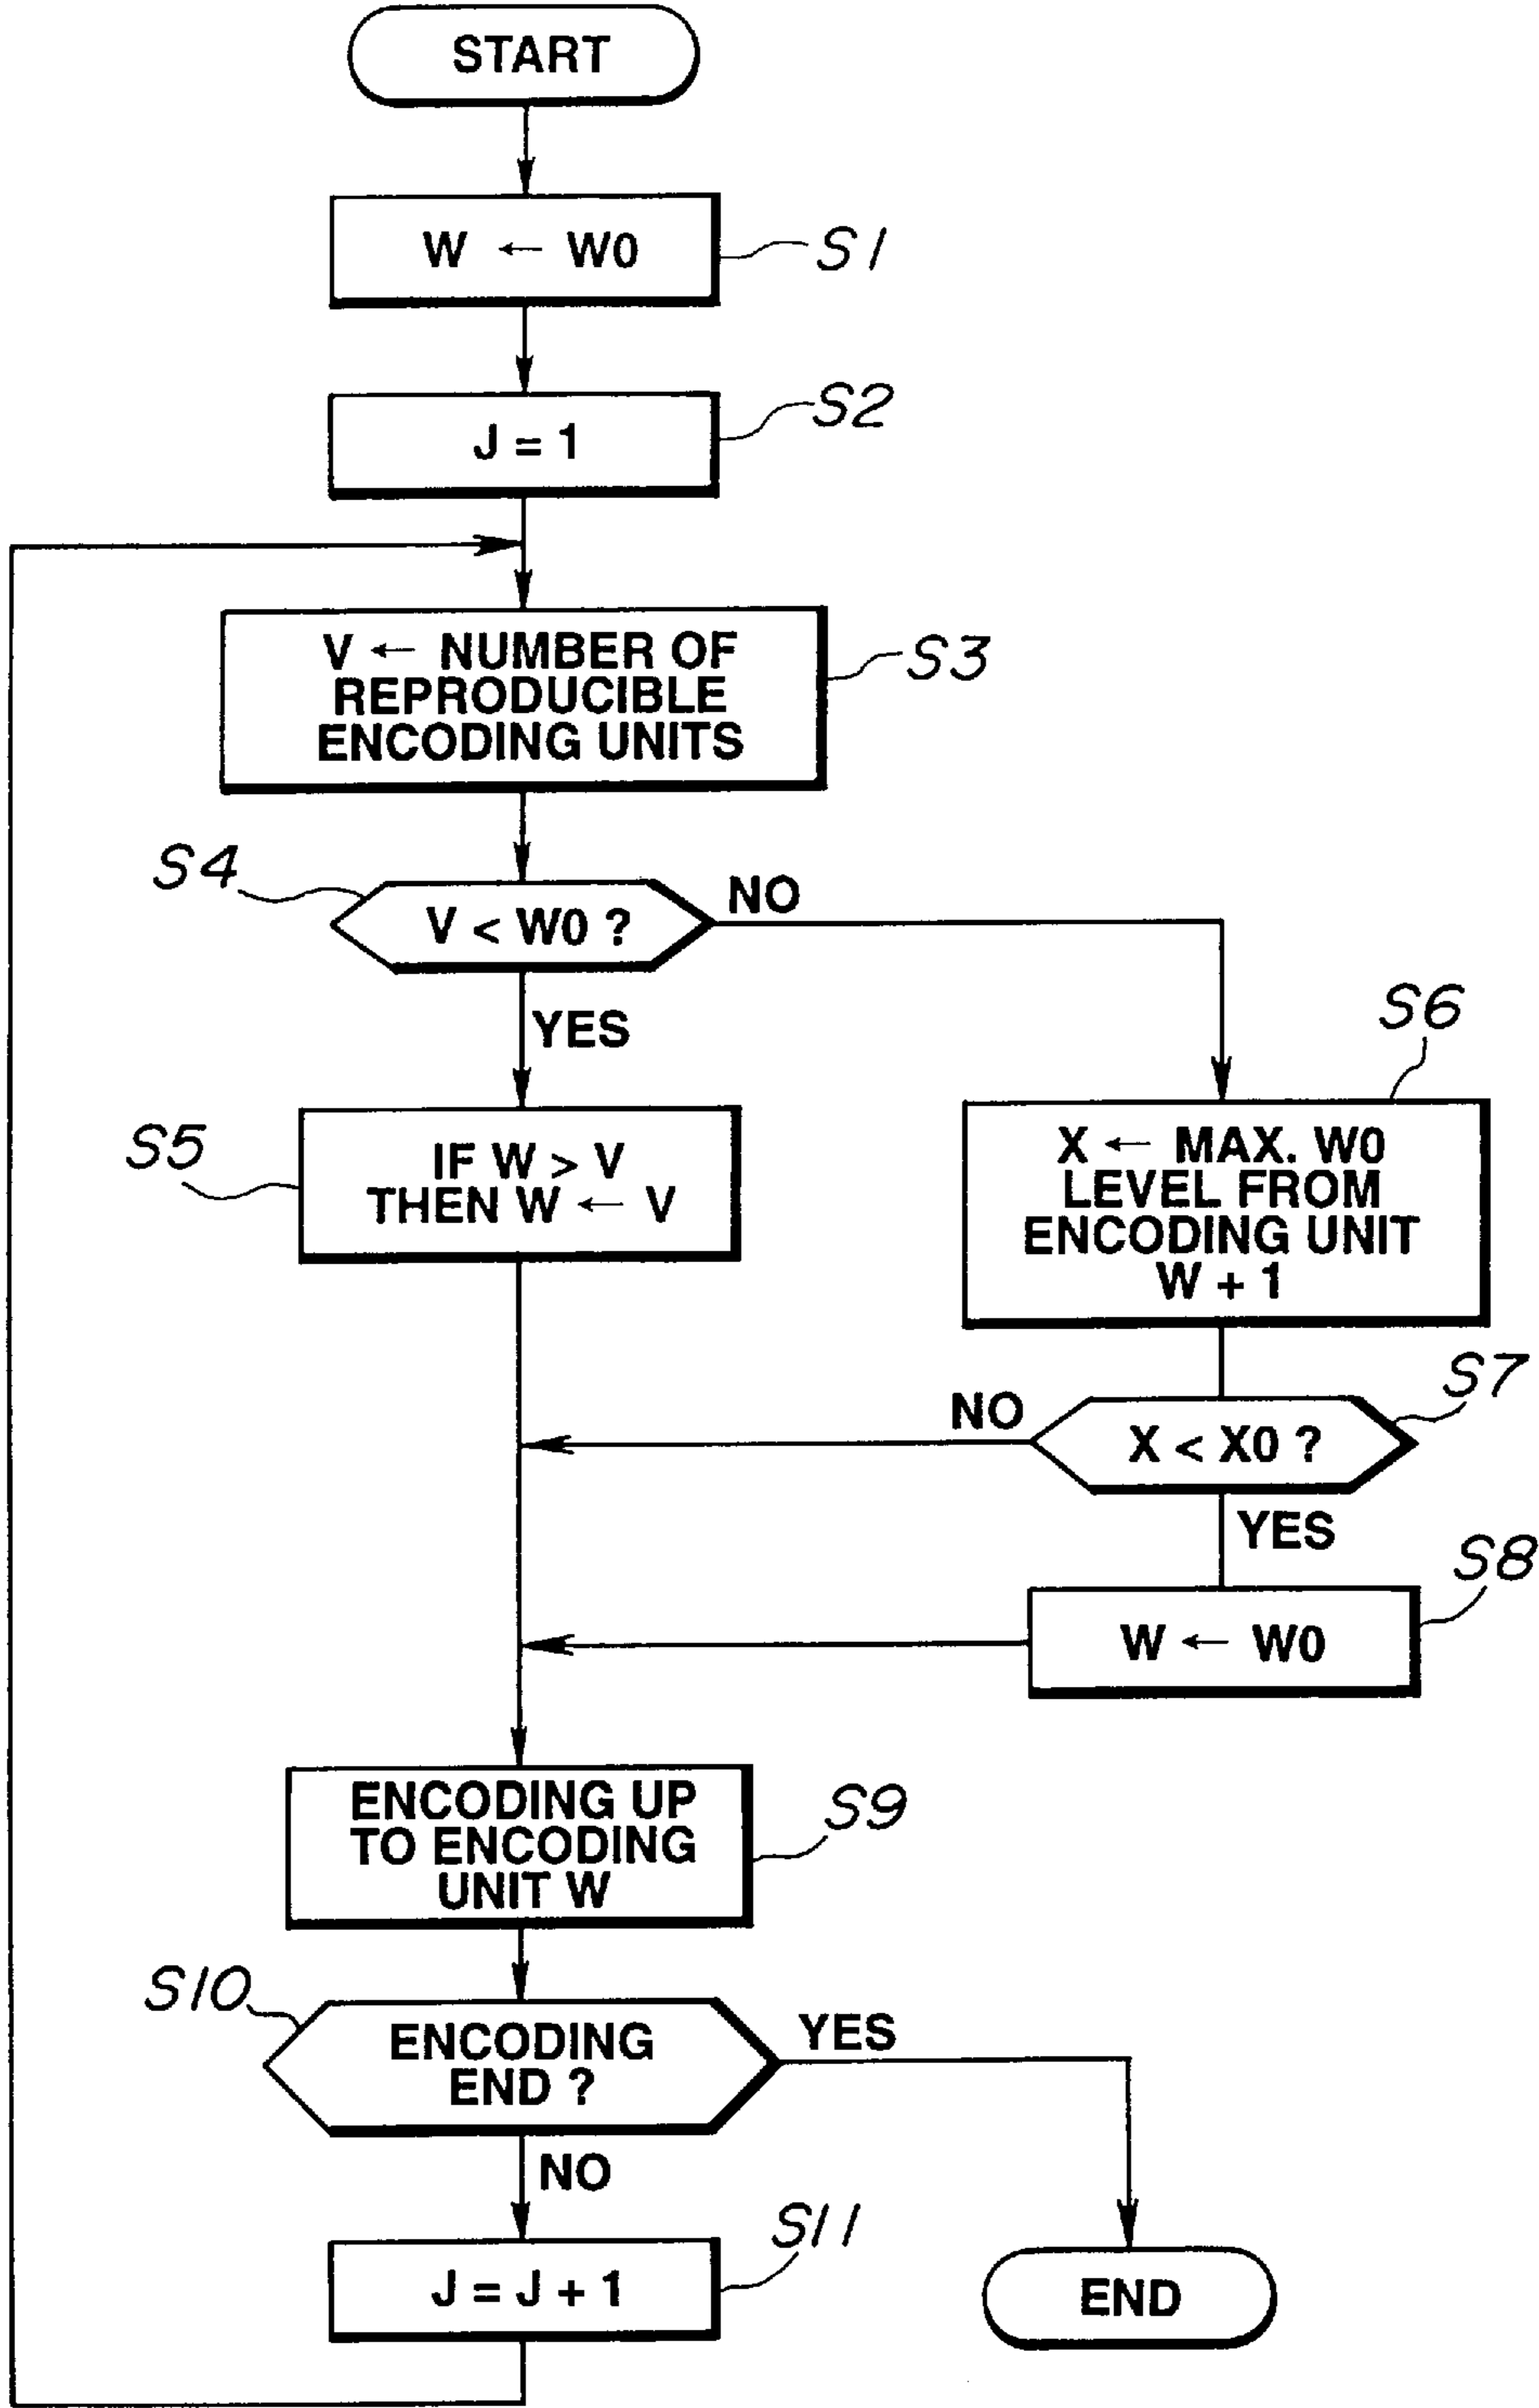 START
W ← W0
S1
S2
J = 1
V ← NUMBER OF
REPRODUCIBLE
ENCODING UNITS
S3
S4
V < W0 ?
NO
YES
S6
S5
IF W > V
THEN W ← V
X ← MAX. W0
LEVEL FROM
ENCODING UNIT
W + 1
S7
NO
X < X0 ?
YES
S8
W ← W0
ENCODING UP
TO ENCODING
UNIT W
S9
S10
ENCODING
END ?
YES
NO
S11
J = J + 1
END